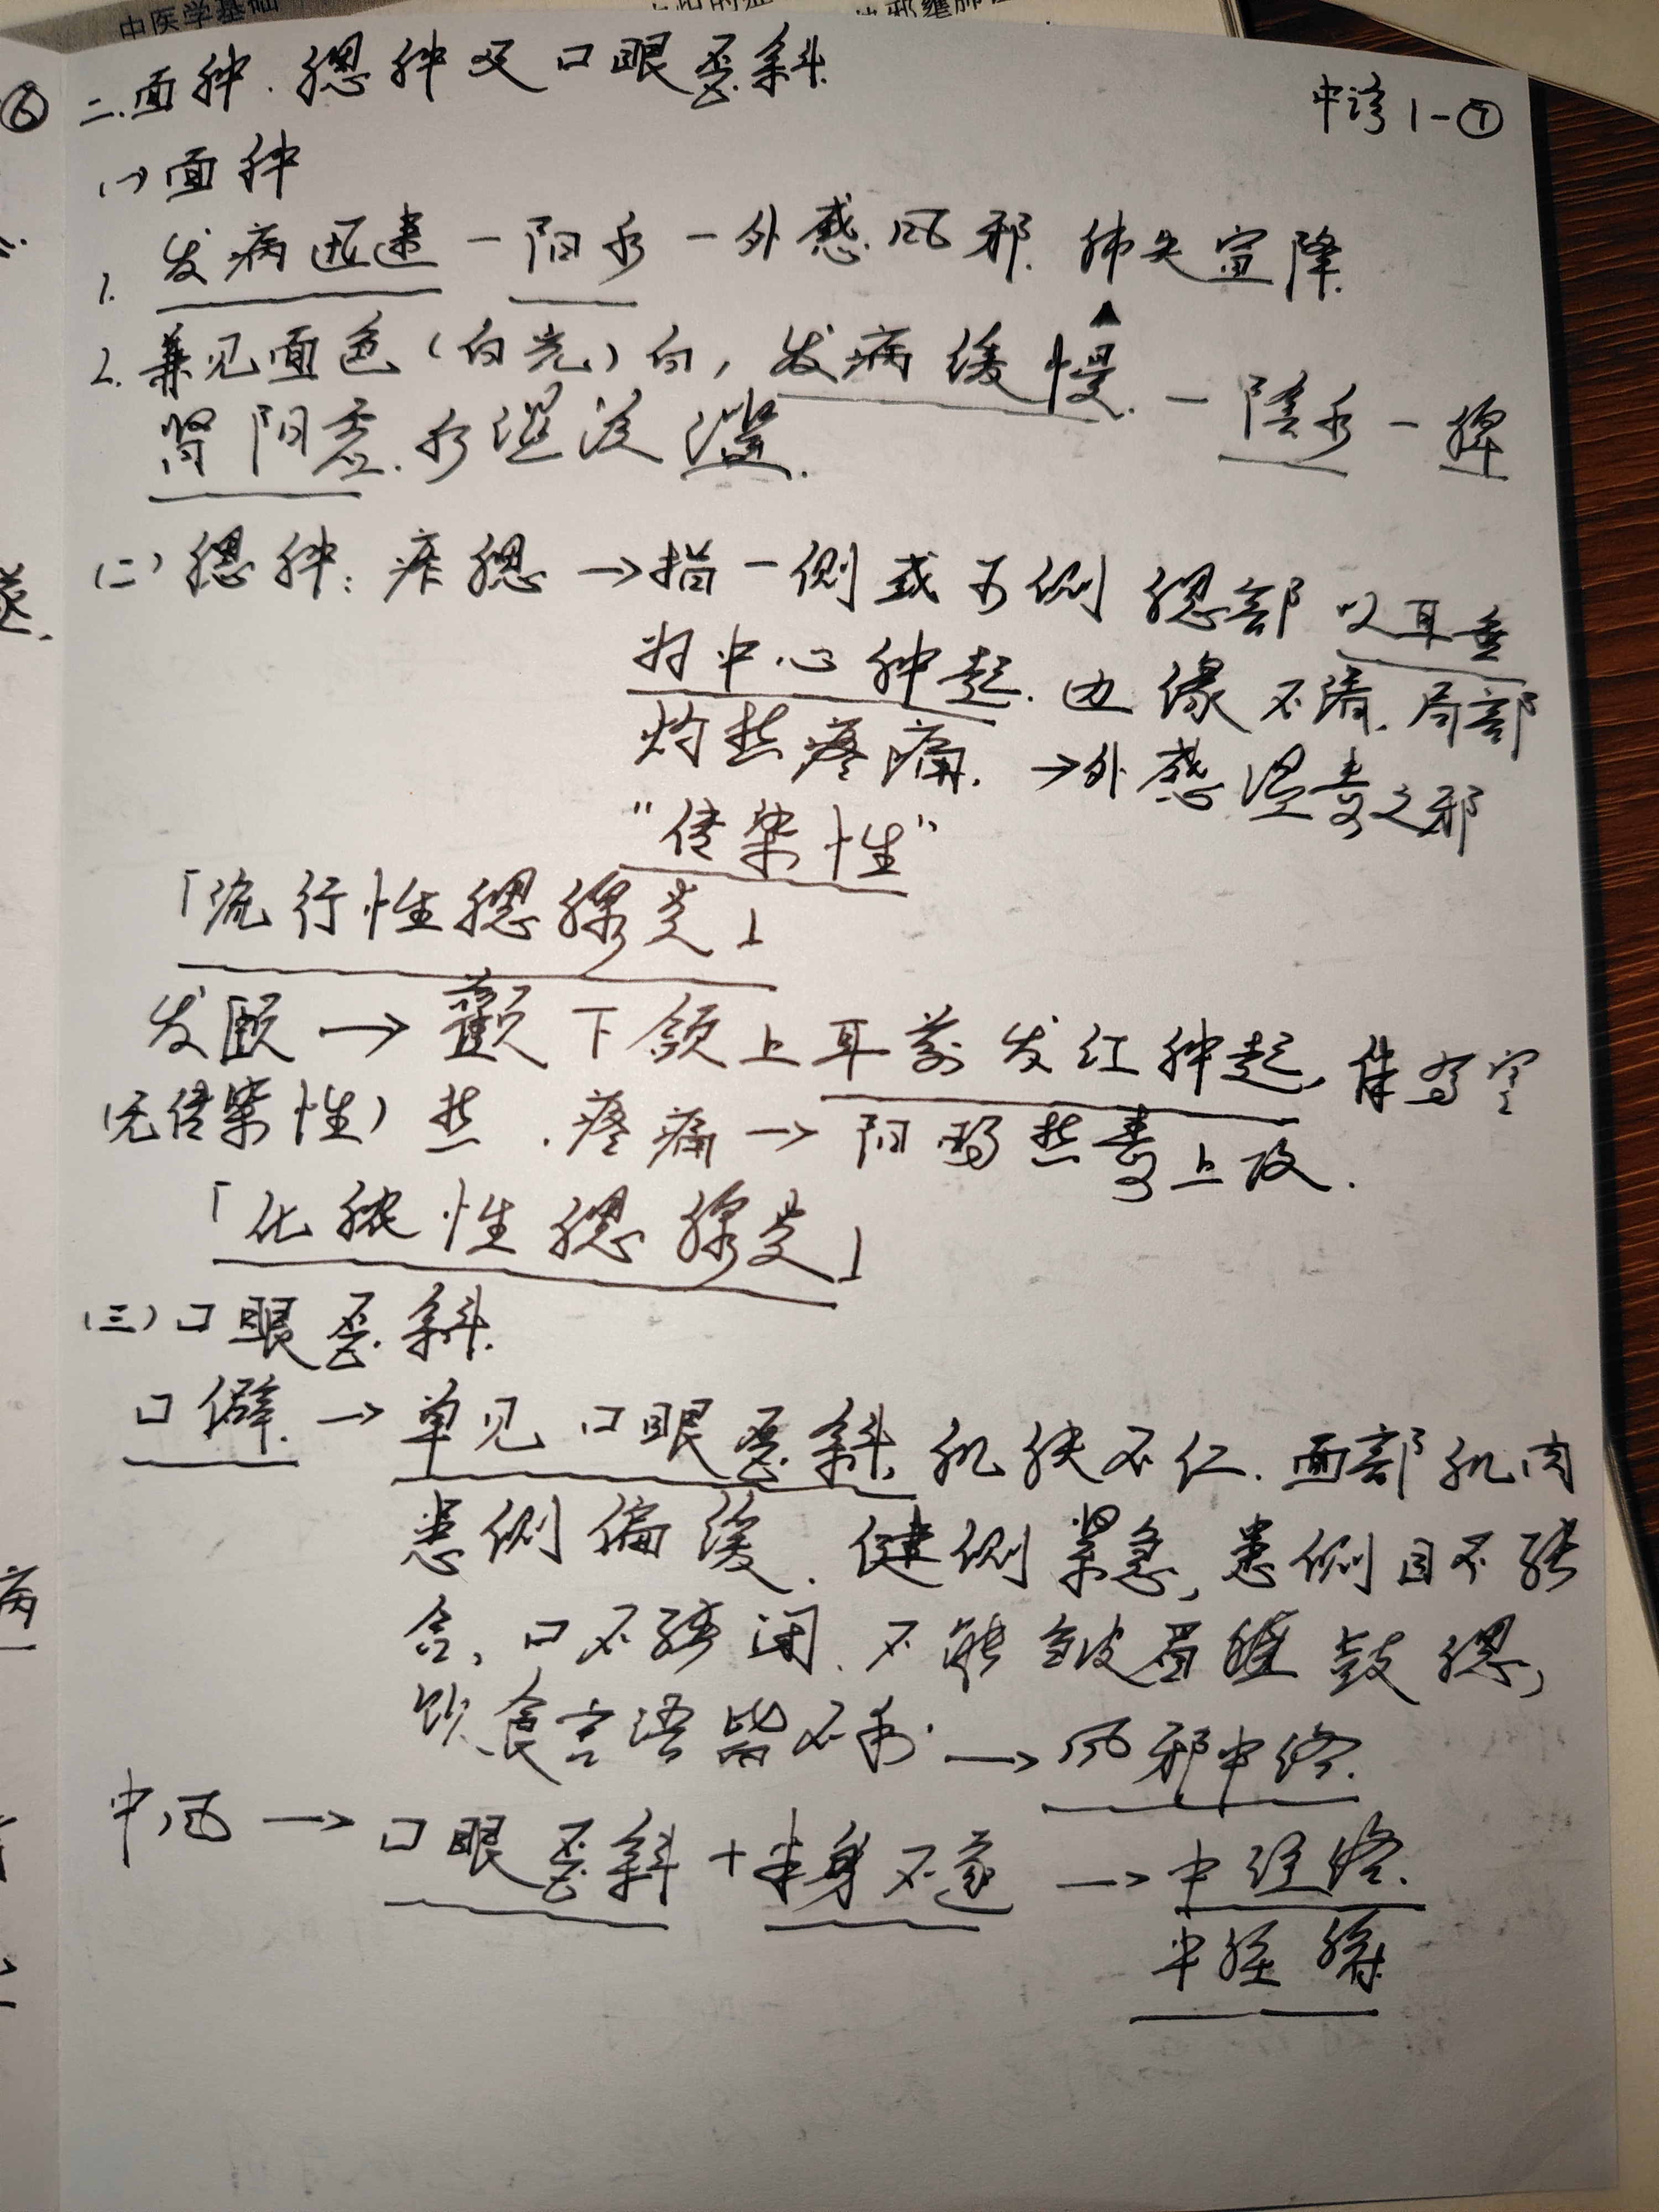 中医学基础
二.面肿.腮肿及口眼歪斜.
中诊1-⑦
⑥
(一)面肿
1. 发病迅速—阳水—外感风邪.肺失宣降.
2. 兼见面色(白光)白,发病缓慢.—陰水—脾
肾阳虚.水湿泛溢.
(二)腮肿:痄腮→指一侧或两侧腮部以耳垂
为中心肿起.边缘不清.局部
灼热疼痛.→外感温毒之邪
“传染性”
「流行性腮腺炎」
发颐→颧下颌上耳前发红肿起,伴寒
(无传染性)热.疼痛→阳明热毒上攻.
「化脓性腮腺炎」
(三)口眼歪斜.
口僻.→单见口眼歪斜,肌肤不仁.面部肌肉
患侧偏缓.健侧紧急,患侧目不能
合,口不能闭.不能皱眉 鼓腮,
饮食言语皆不利.→风邪中络.
中风→口眼歪斜+半身不遂→中经络.
中脏腑
病